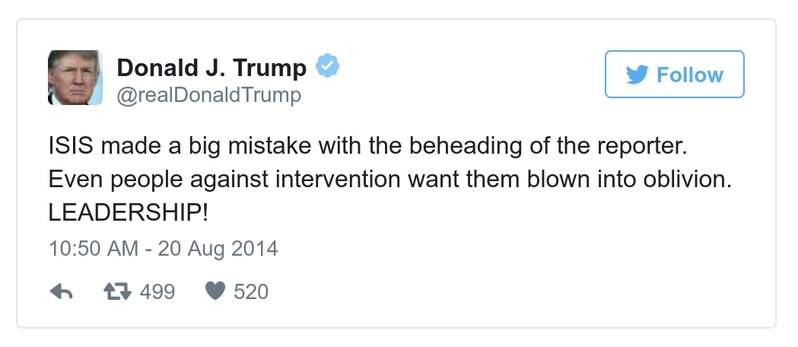 Donald J. Trump
@realDonaldTrump
Follow
ISIS made a big mistake with the beheading of the reporter.
Even people against intervention want them blown into oblivion.
LEADERSHIP!
10:50 AM - 20 Aug 2014
499 520